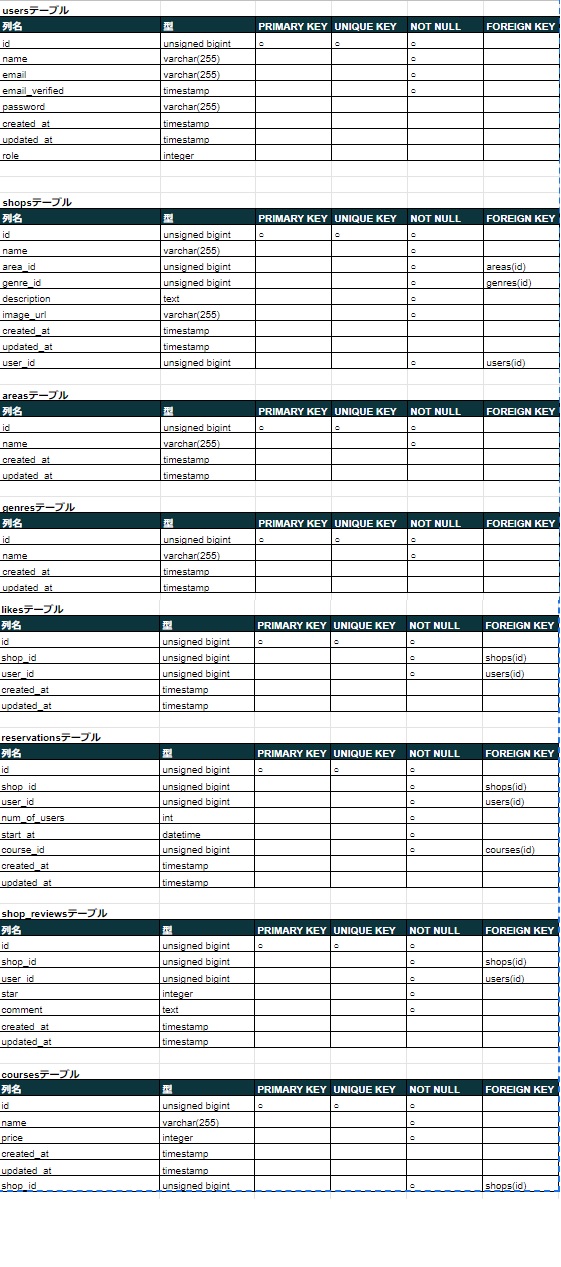 usersテーブル
列名 型 PRIMARY KEY UNIQUE KEY NOT NULL FOREIGN KEY
id unsigned bigint ○ ○ ○
name varchar(255) ○
email varchar(255) ○
email_verified timestamp ○
password varchar(255)
created_at timestamp
updated_at timestamp
role integer
shopsテーブル
列名 型 PRIMARY KEY UNIQUE KEY NOT NULL FOREIGN KEY
id unsigned bigint ○ ○ ○
name varchar(255) ○
area_id unsigned bigint ○ areas(id)
genre_id unsigned bigint ○ genres(id)
description text ○
image_url varchar(255) ○
created_at timestamp
updated_at timestamp
user_id unsigned bigint ○ users(id)
areasテーブル
列名 型 PRIMARY KEY UNIQUE KEY NOT NULL FOREIGN KEY
id unsigned bigint ○ ○ ○
name varchar(255) ○
created_at timestamp
updated_at timestamp
genresテーブル
列名 型 PRIMARY KEY UNIQUE KEY NOT NULL FOREIGN KEY
id unsigned bigint ○ ○ ○
name varchar(255) ○
created_at timestamp
updated_at timestamp
likesテーブル
列名 型 PRIMARY KEY UNIQUE KEY NOT NULL FOREIGN KEY
id unsigned bigint ○ ○ ○
shop_id unsigned bigint ○ shops(id)
user_id unsigned bigint ○ users(id)
created_at timestamp
updated_at timestamp
reservationsテーブル
列名 型 PRIMARY KEY UNIQUE KEY NOT NULL FOREIGN KEY
id unsigned bigint ○ ○ ○
shop_id unsigned bigint ○ shops(id)
user_id unsigned bigint ○ users(id)
num_of_users int ○
start_at datetime ○
course_id unsigned bigint ○ courses(id)
created_at timestamp
updated_at timestamp
shop_reviewsテーブル
列名 型 PRIMARY KEY UNIQUE KEY NOT NULL FOREIGN KEY
id unsigned bigint ○ ○ ○
shop_id unsigned bigint ○ shops(id)
user_id unsigned bigint ○ users(id)
star integer ○
comment text ○
created_at timestamp
updated_at timestamp
coursesテーブル
列名 型 PRIMARY KEY UNIQUE KEY NOT NULL FOREIGN KEY
id unsigned bigint ○ ○ ○
name varchar(255) ○
price integer ○
created_at timestamp
updated_at timestamp
shop_id unsigned bigint ○ shops(id)